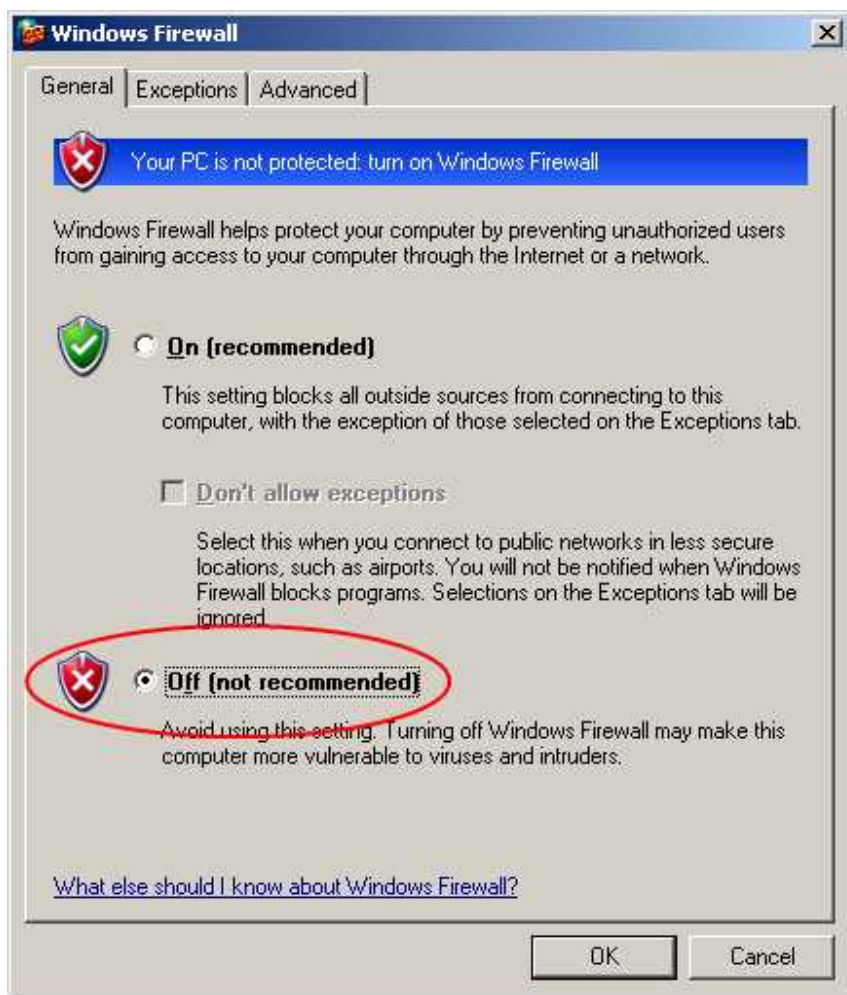 Windows Firewall
General Exceptions Advanced
Your PC is not protected: turn on Windows Firewall
Windows Firewall helps protect your computer by preventing unauthorized users
from gaining access to your computer through the Internet or a network.
On (recommended)
This setting blocks all outside sources from connecting to this
computer, with the exception of those selected on the Exceptions tab.
Don't allow exceptions
Select this when you connect to public networks in less secure
locations, such as airports. You will not be notified when Windows
Firewall blocks programs. Selections on the Exceptions tab will be
ignored.
Off (not recommended)
Avoid using this setting. Turning off Windows Firewall may make this
computer more vulnerable to viruses and intruders.
What else should I know about Windows Firewall?
OK Cancel